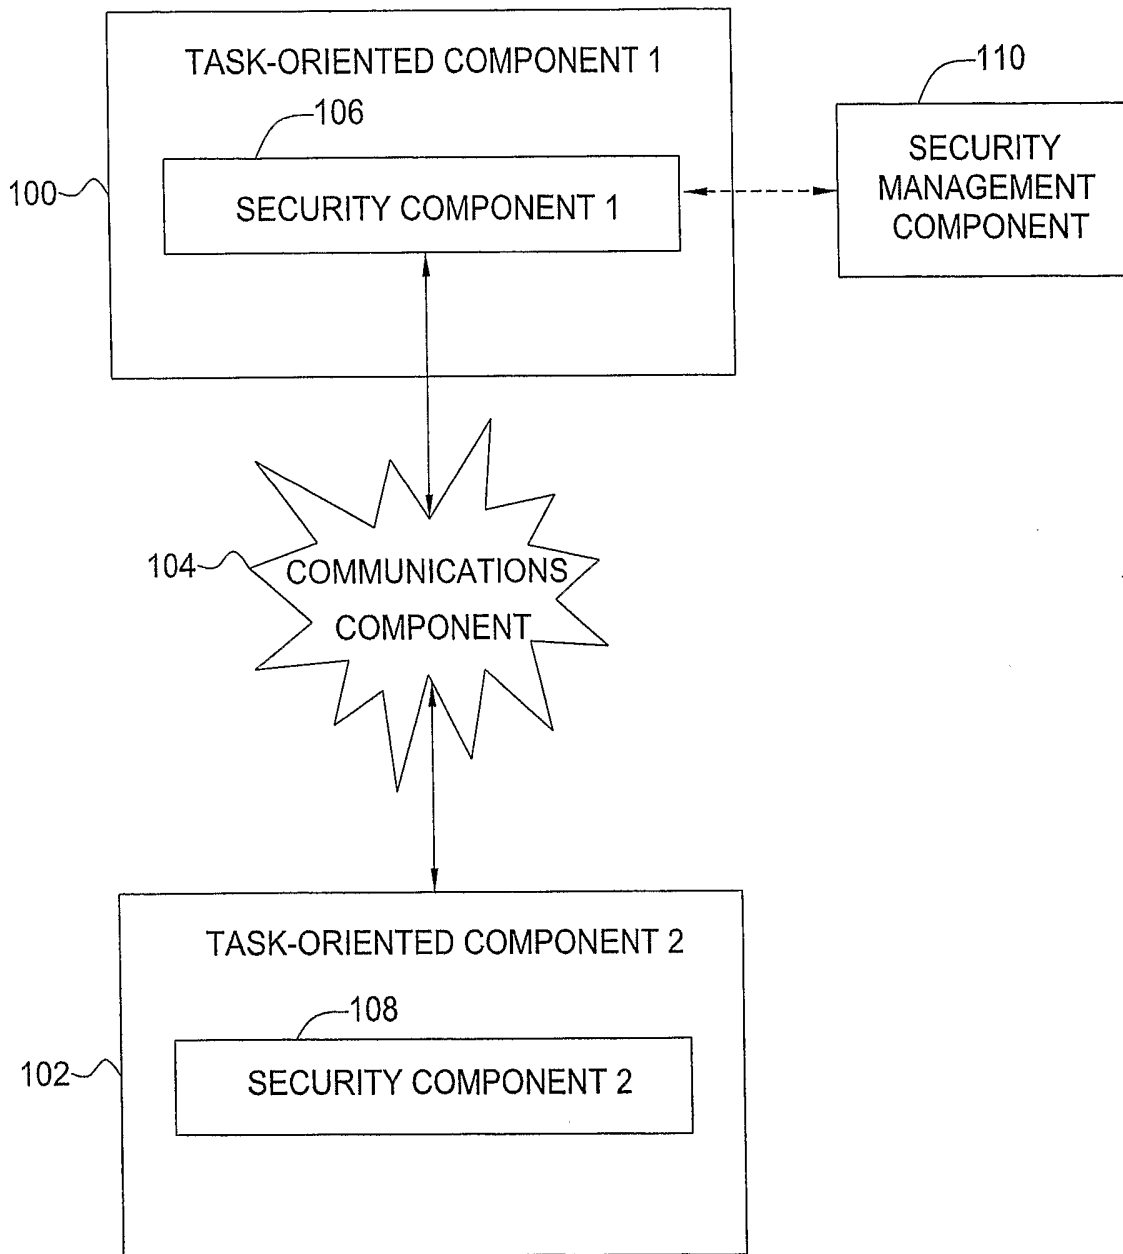 TASK-ORIENTED COMPONENT 1
110
106
SECURITY
MANAGEMENT
COMPONENT
100
SECURITY COMPONENT 1
104
COMMUNICATIONS
COMPONENT
TASK-ORIENTED COMPONENT 2
108
102
SECURITY COMPONENT 2